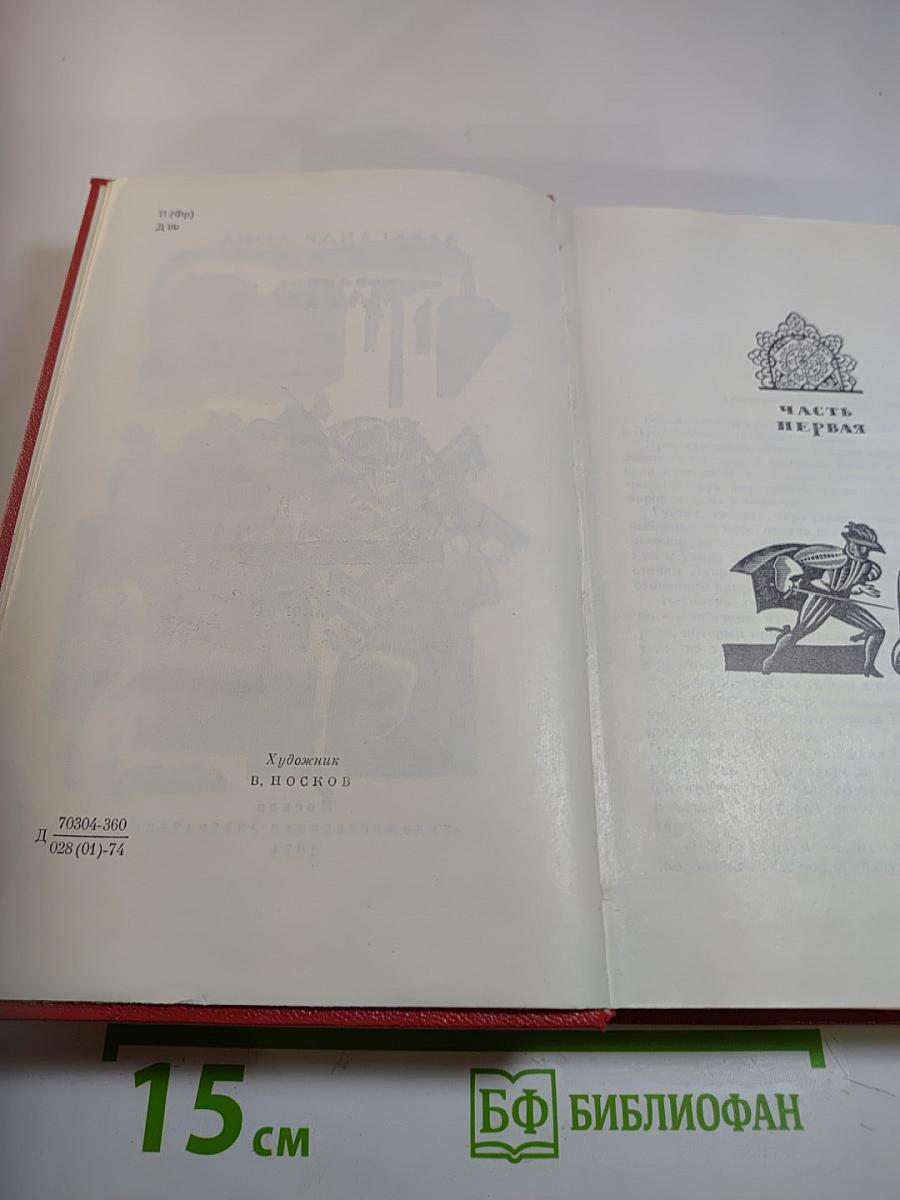 И (Фр)
Д 96
Художник
В. НОСКОВ
Д 70304-360
028 (01)-74
ЧАСТЬ
ПЕРВАЯ
15 см
БФ БИБЛИОФАН